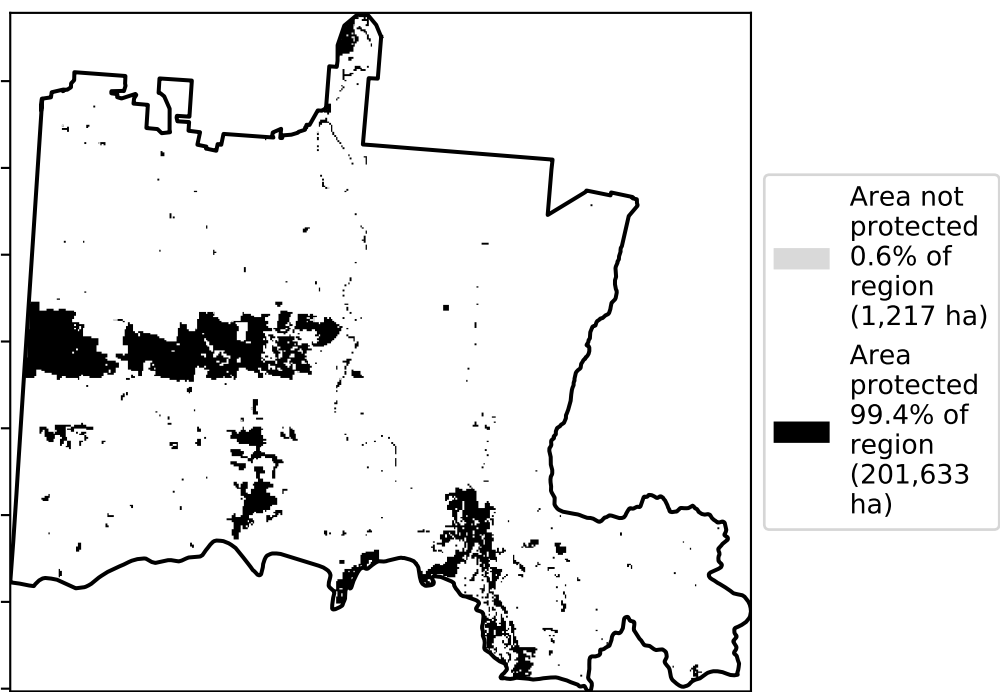 Area not
protected
0.6% of
region
(1,217 ha)
Area
protected
99.4% of
region
(201,633
ha)